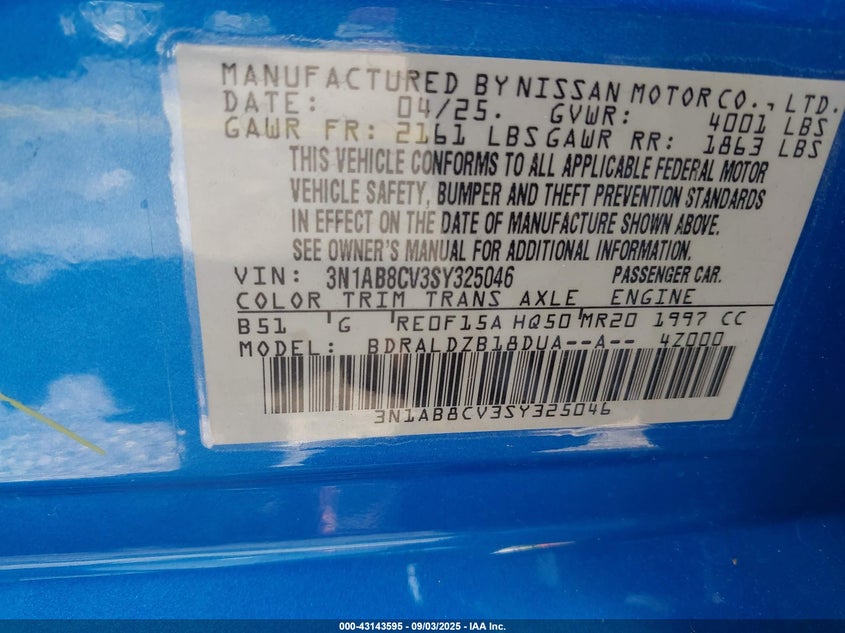 MANUFACTURED BY NISSAN MOTOR CO., LTD.
DATE: 04/25. GVWR: 4001 LBS
GAWR FR: 2161 LBS GAWR RR: 1863 LBS
THIS VEHICLE CONFORMS TO ALL APPLICABLE FEDERAL MOTOR
VEHICLE SAFETY, BUMPER AND THEFT PREVENTION STANDARDS
IN EFFECT ON THE DATE OF MANUFACTURE SHOWN ABOVE.
SEE OWNER'S MANUAL FOR ADDITIONAL INFORMATION.
VIN: 3N1AB8CV3SY325046 PASSENGER CAR.
COLOR TRIM TRANS AXLE ENGINE
B51 G RE0F15A HQ50 MR20 1997 CC
MODEL: BDRALDZB18DUA--A-- 4Z000
3N1AB8CV3SY325046
000-43143595 - 09/03/2025 - IAA Inc.